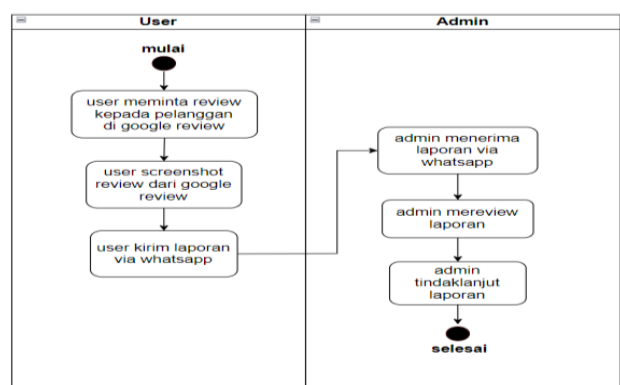 User
Admin
mulai
user meminta review
kepada pelanggan
di google review
user screenshot
review dari google
review
user kirim laporan
via whatsapp
admin menerima
laporan via
whatsapp
admin mereview
laporan
admin
tindaklanjut
laporan
selesai